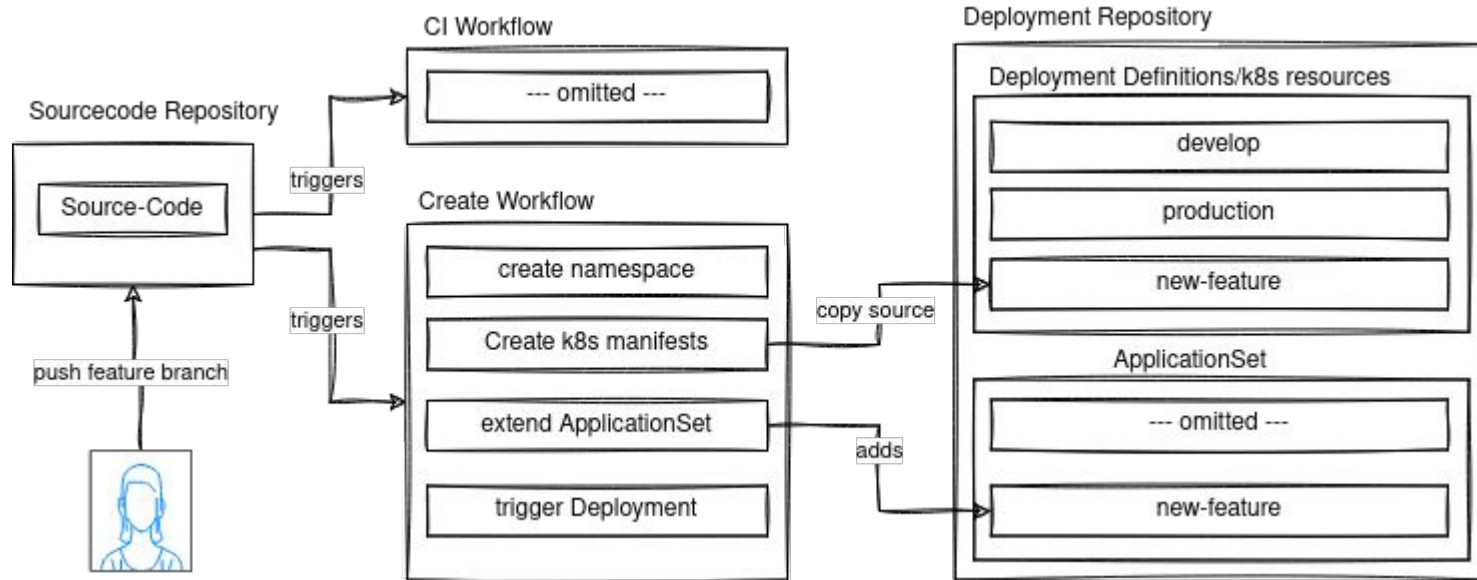 Sourcecode Repository
Source-Code
push feature branch
triggers
triggers
CI Workflow
--- omitted ---
Create Workflow
create namespace
Create k8s manifests
extend ApplicationSet
trigger Deployment
copy source
adds
Deployment Repository
Deployment Definitions/k8s resources
develop
production
new-feature
ApplicationSet
--- omitted ---
new-feature